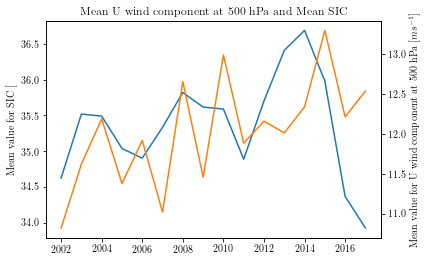 Mean U wind component at 500 hPa and Mean SIC
Mean value for SIC [
36.5
36.0
35.5
35.0
34.5
34.0
2002 2004 2006 2008 2010 2012 2014 2016
13.0
12.5
12.0
11.5
11.0
Mean value for U wind component at 500 hPa [ms⁻¹]